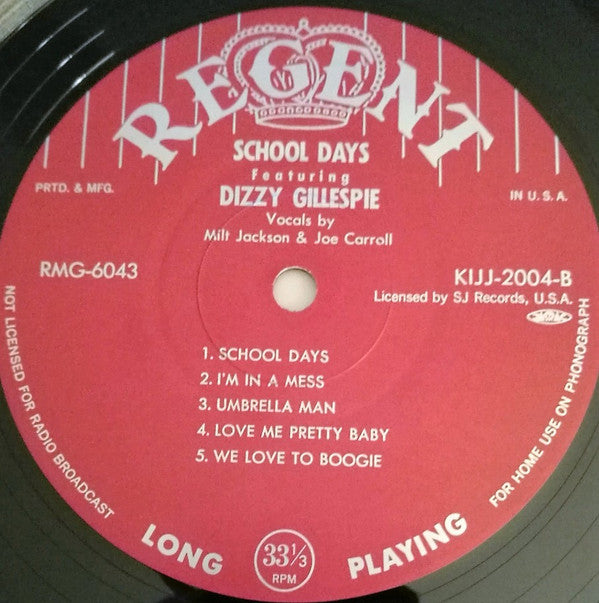 REGENT
SCHOOL DAYS
Featuring
DIZZY GILLESPIE
Vocals by
Milt Jackson & Joe Carroll
PRTD. & MFG.
IN U.S.A.
RMG-6043
KIJJ-2004-B
Licensed by SJ Records, U.S.A.
1. SCHOOL DAYS
2. I'M IN A MESS
3. UMBRELLA MAN
4. LOVE ME PRETTY BABY
5. WE LOVE TO BOOGIE
NOT LICENSED FOR RADIO BROADCAST
FOR HOME USE ON PHONOGRAPH
LONG PLAYING
33 1/3
RPM